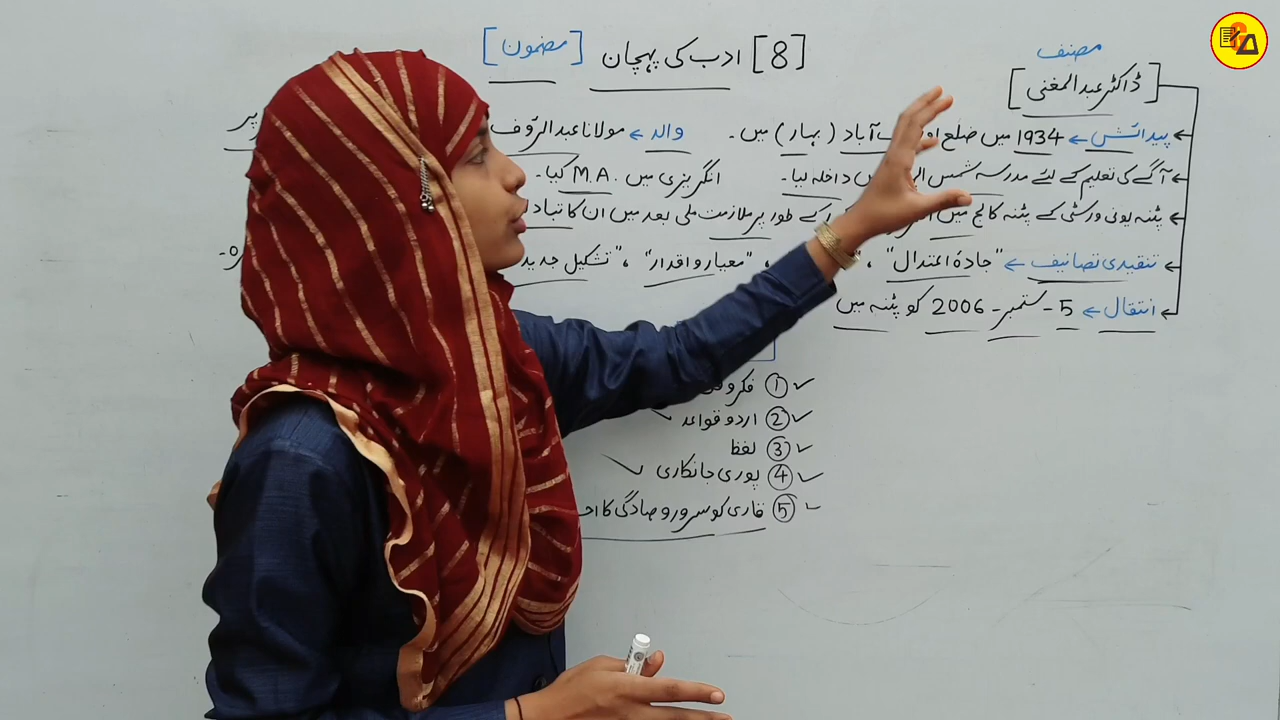 [8] ادب کی پہچان [مضمون]
مصنف
[ڈاکٹر عبدالمغنی]
پیدائش ← 1934 میں ضلع آباد (بہار) میں۔ والد ← مولانا عبدالرؤف پر
آگے کی تعلیم کے لئے مدرسہ شمس میں داخلہ لیا۔ انگریزی میں M.A. کیا۔
پٹنہ یونی ورسٹی کے پٹنہ کالج میں کے طور پر ملازمت ملی بعد میں ان کا
تنقیدی تصانیف ← "جادۂ اعتدال"، "معیار و اقدار"، "تشکیل جدید
انتقال ← 5 - ستمبر - 2006 کو پٹنہ میں
① فکر و
② اردو قواعد
③ لفظ
④ پوری جانکاری
⑤ قاری کو سرور و صادگی کا